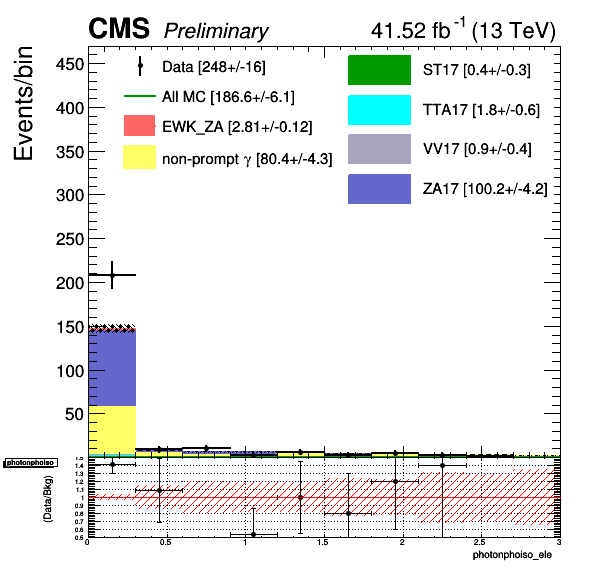 CMS Preliminary 41.52 fb⁻¹ (13 TeV)
Events/bin
450
400
350
300
250
200
150
100
50
Data [248+/-16]
All MC [186.6+/-6.1]
EWK_ZA [2.81+/-0.12]
non-prompt γ [80.4+/-4.3]
ST17 [0.4+/-0.3]
TTA17 [1.8+/-0.6]
VV17 [0.9+/-0.4]
ZA17 [100.2+/-4.2]
photonphoiso
(Data/Bkg)
1.5
1.4
1.3
1.2
1.1
1
0.9
0.8
0.7
0.6
0.5
0 0.5 1 1.5 2 2.5 3
photonphoiso_ele